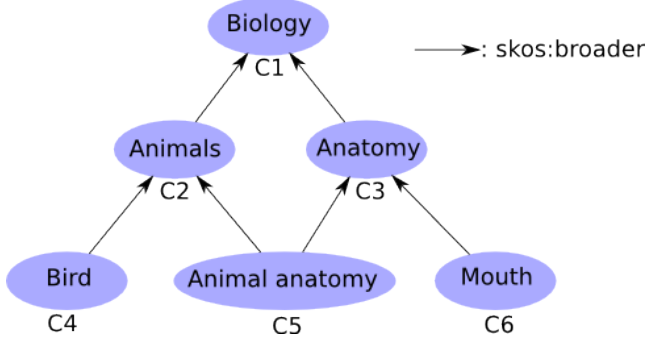 Biology
C1
: skos:broader
Animals
C2
Anatomy
C3
Bird
C4
Animal anatomy
C5
Mouth
C6